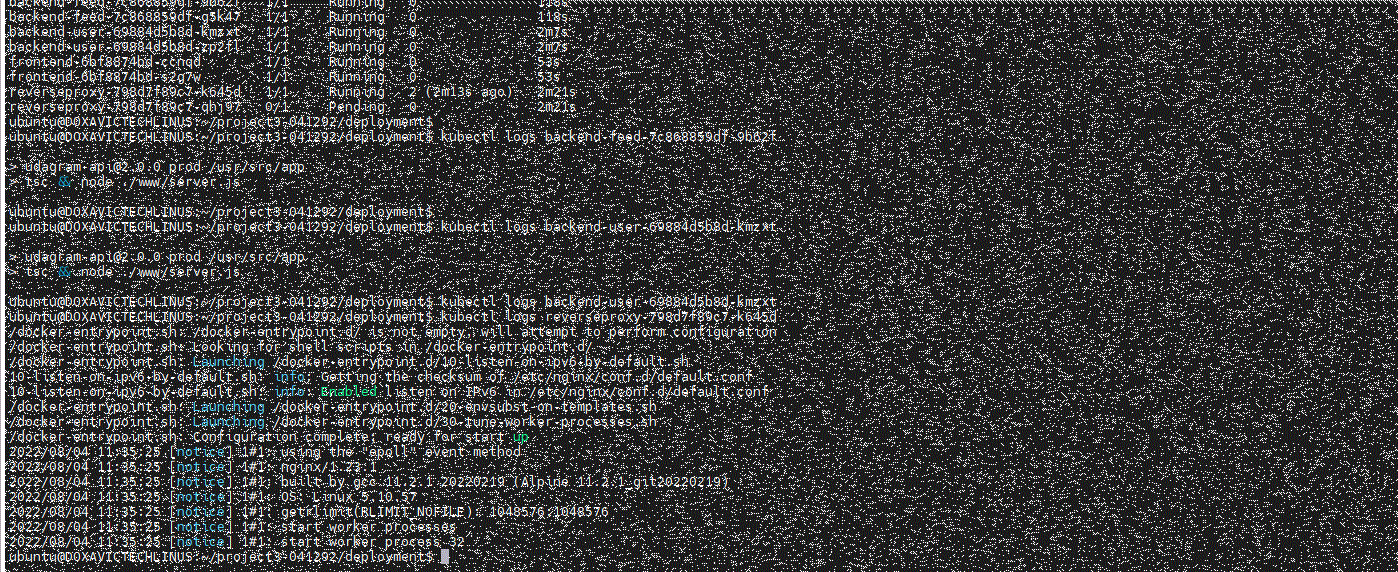 backend-feed-7c868859df-9b62f 1/1 Running 0 118s
backend-feed-7c868859df-g5k47 1/1 Running 0 118s
backend-user-69884d5b8d-kmzxt 1/1 Running 0 2m7s
backend-user-69884d5b8d-zp2fl 1/1 Running 0 2m7s
frontend-6bf8874bd-ccnqd 1/1 Running 0 53s
frontend-6bf8874bd-s2g7w 1/1 Running 0 53s
reverseproxy-798d7f89c7-k645d 1/1 Running 2 (2m13s ago) 2m21s
reverseproxy-798d7f89c7-qhj97 0/1 Pending 0 2m21s
ubuntu@DOXAVICTECHLINUS:~/project3-041292/deployment$
ubuntu@DOXAVICTECHLINUS:~/project3-041292/deployment$ kubectl logs backend-feed-7c868859df-9b62f
> udagram-api@2.0.0 prod /usr/src/app
> tsc && node ./www/server.js
ubuntu@DOXAVICTECHLINUS:~/project3-041292/deployment$
ubuntu@DOXAVICTECHLINUS:~/project3-041292/deployment$ kubectl logs backend-user-69884d5b8d-kmzxt
> udagram-api@2.0.0 prod /usr/src/app
> tsc && node ./www/server.js
ubuntu@DOXAVICTECHLINUS:~/project3-041292/deployment$ kubectl logs backend-user-69884d5b8d-kmzxt
ubuntu@DOXAVICTECHLINUS:~/project3-041292/deployment$ kubectl logs reverseproxy-798d7f89c7-k645d
/docker-entrypoint.sh: /docker-entrypoint.d/ is not empty, will attempt to perform configuration
/docker-entrypoint.sh: Looking for shell scripts in /docker-entrypoint.d/
/docker-entrypoint.sh: Launching /docker-entrypoint.d/10-listen-on-ipv6-by-default.sh
10-listen-on-ipv6-by-default.sh: info: Getting the checksum of /etc/nginx/conf.d/default.conf
10-listen-on-ipv6-by-default.sh: info: Enabled listen on IPv6 in /etc/nginx/conf.d/default.conf
/docker-entrypoint.sh: Launching /docker-entrypoint.d/20-envsubst-on-templates.sh
/docker-entrypoint.sh: Launching /docker-entrypoint.d/30-tune-worker-processes.sh
/docker-entrypoint.sh: Configuration complete; ready for start up
2022/08/04 11:35:25 [notice] 1#1: using the "epoll" event method
2022/08/04 11:35:25 [notice] 1#1: nginx/1.23.1
2022/08/04 11:35:25 [notice] 1#1: built by gcc 11.2.1 20220219 (Alpine 11.2.1_git20220219)
2022/08/04 11:35:25 [notice] 1#1: OS: Linux 5.10.57
2022/08/04 11:35:25 [notice] 1#1: getrlimit(RLIMIT_NOFILE): 1048576:1048576
2022/08/04 11:35:25 [notice] 1#1: start worker processes
2022/08/04 11:35:25 [notice] 1#1: start worker process 32
ubuntu@DOXAVICTECHLINUS:~/project3-041292/deployment$